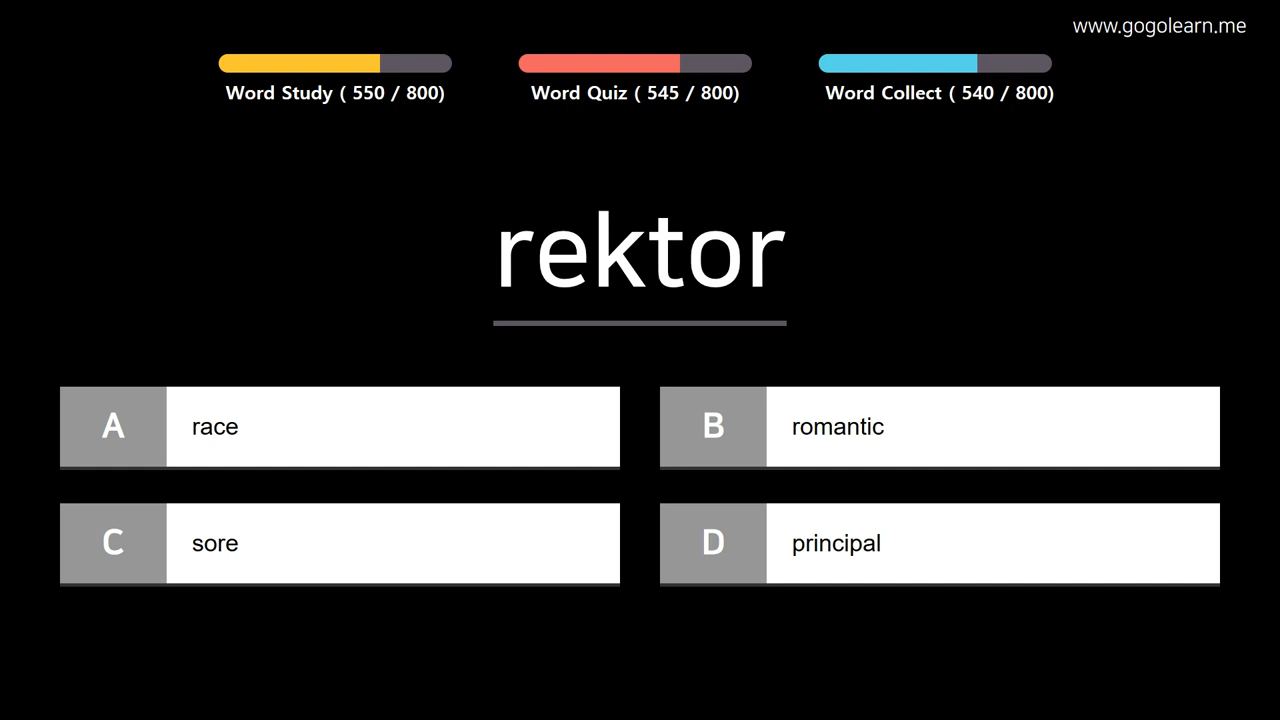 www.gogolearn.me
Word Study ( 550 / 800)
Word Quiz ( 545 / 800)
Word Collect ( 540 / 800)
rektor
A race
B romantic
C sore
D principal